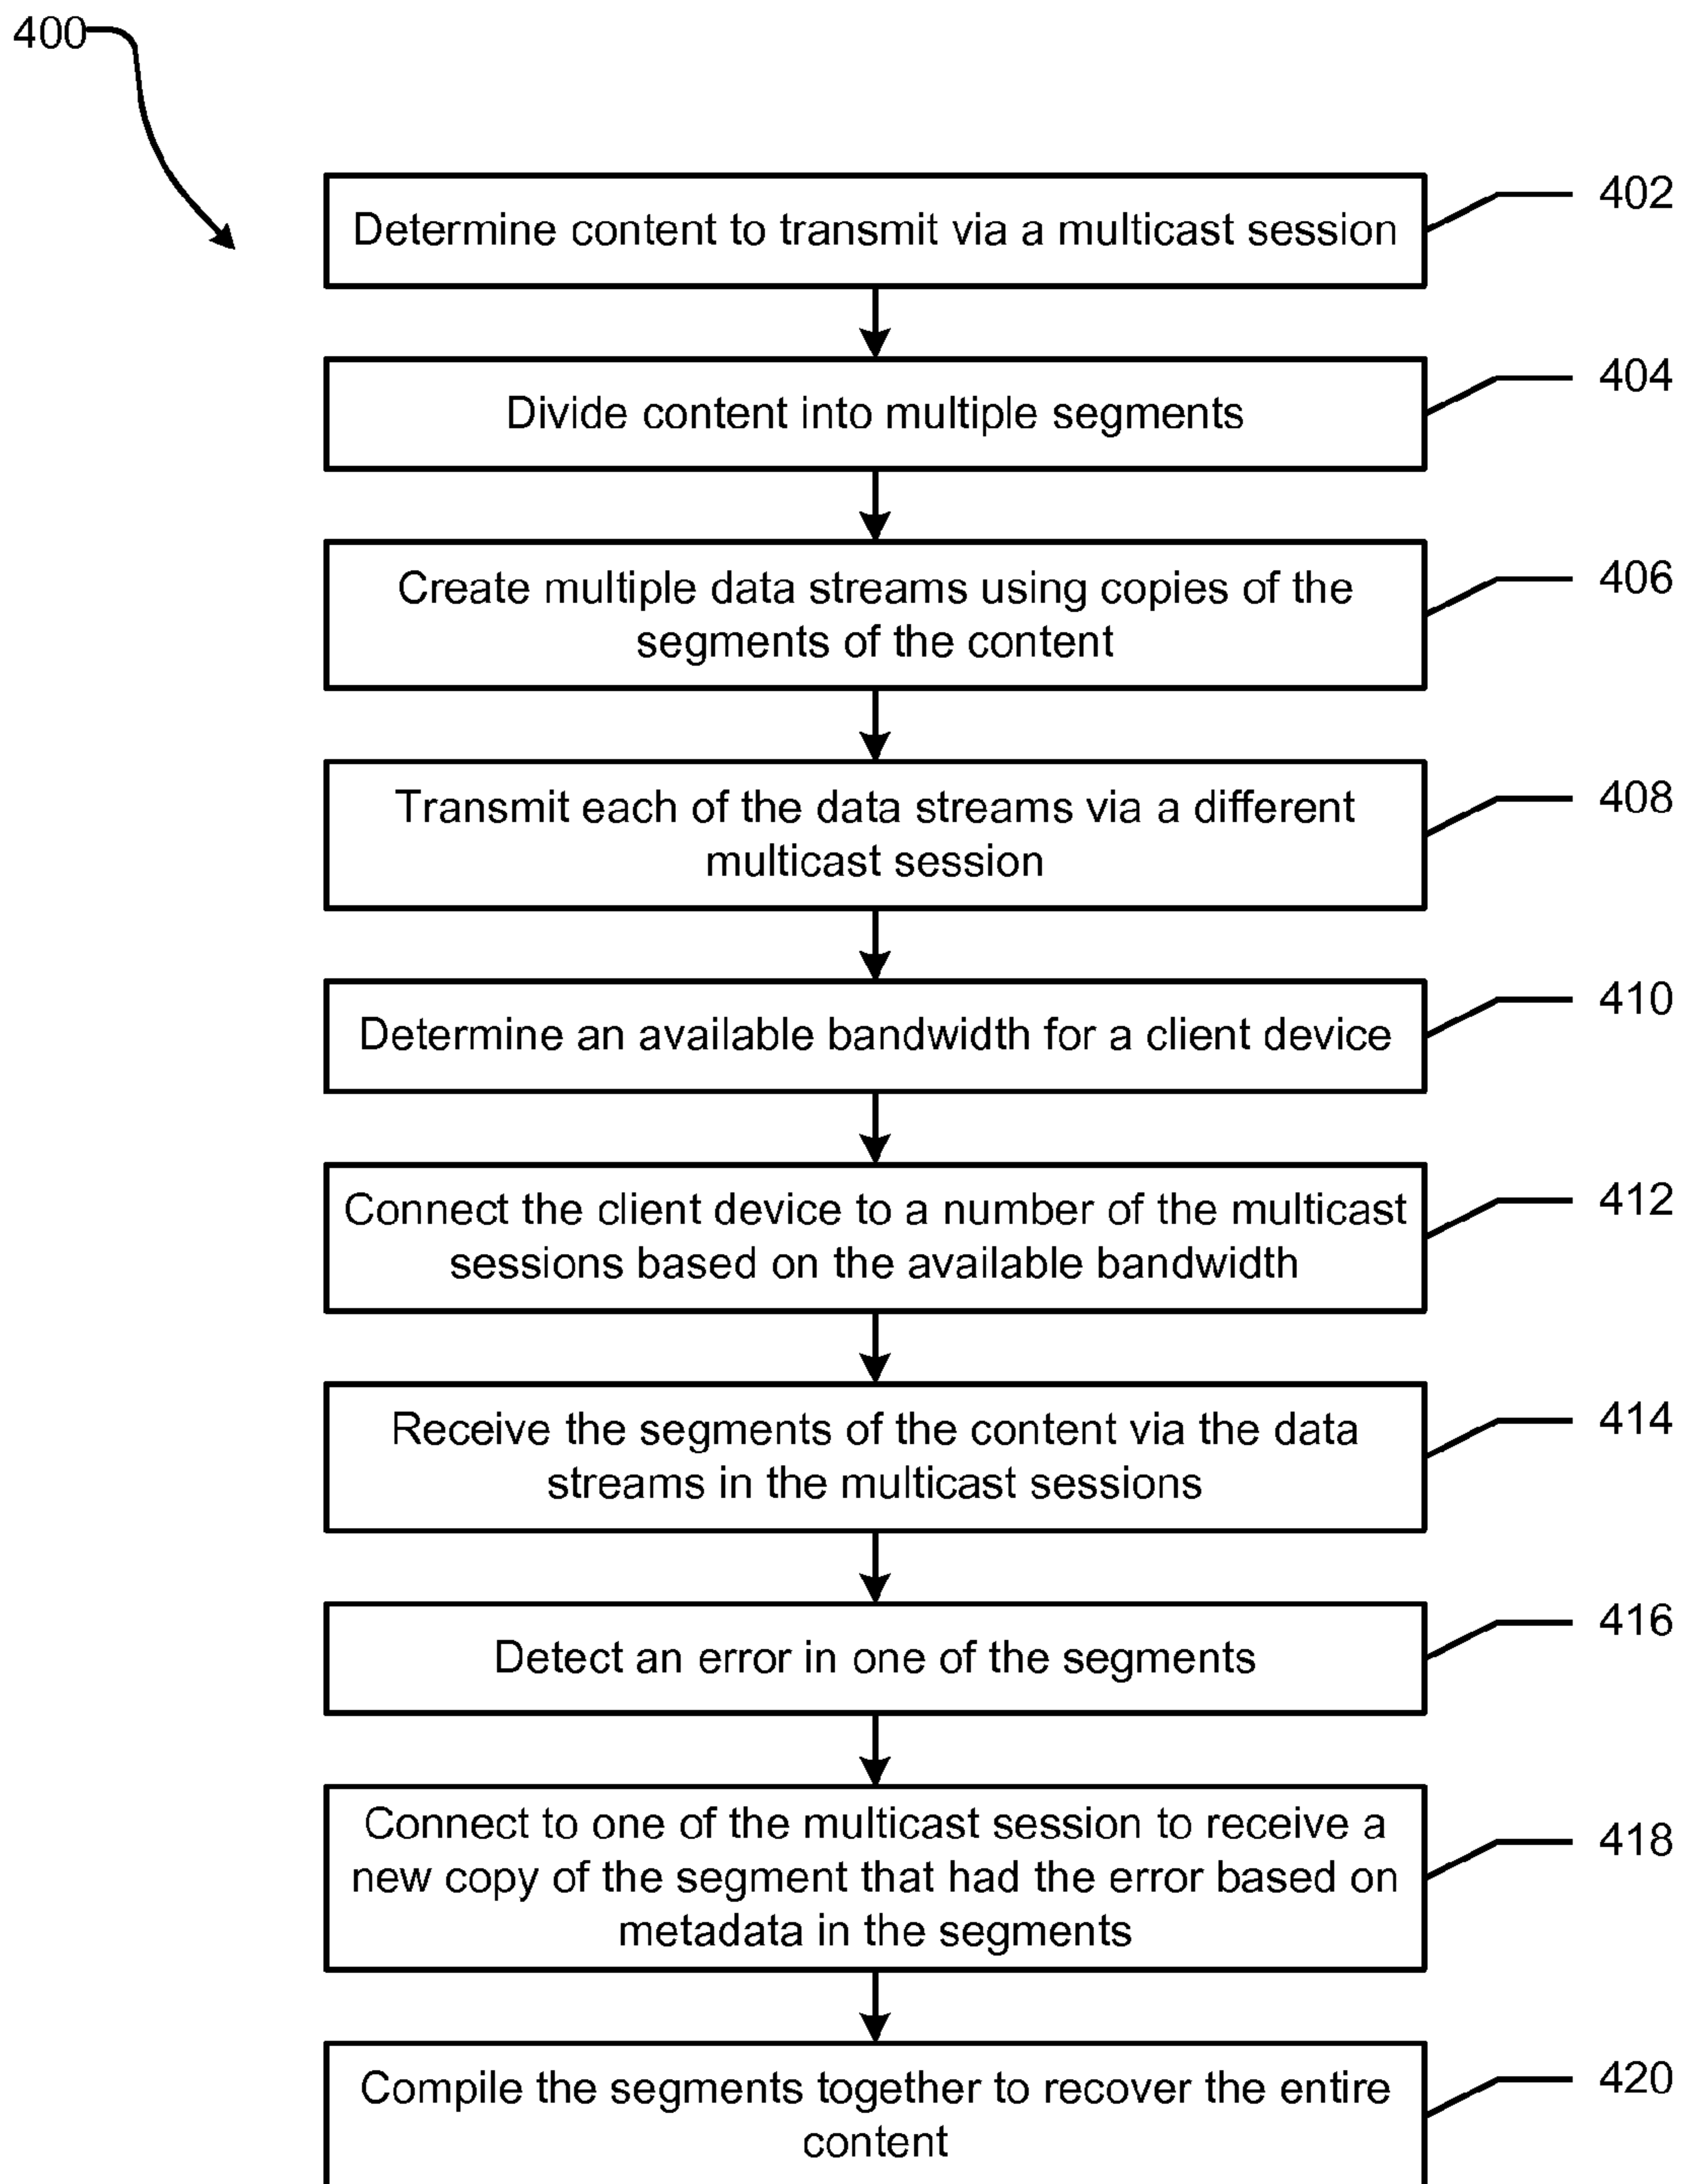 400
Determine content to transmit via a multicast session
402
Divide content into multiple segments
404
Create multiple data streams using copies of the
segments of the content
406
Transmit each of the data streams via a different
multicast session
408
Determine an available bandwidth for a client device
410
Connect the client device to a number of the multicast
sessions based on the available bandwidth
412
Receive the segments of the content via the data
streams in the multicast sessions
414
Detect an error in one of the segments
416
Connect to one of the multicast session to receive a
new copy of the segment that had the error based on
metadata in the segments
418
Compile the segments together to recover the entire
content
420